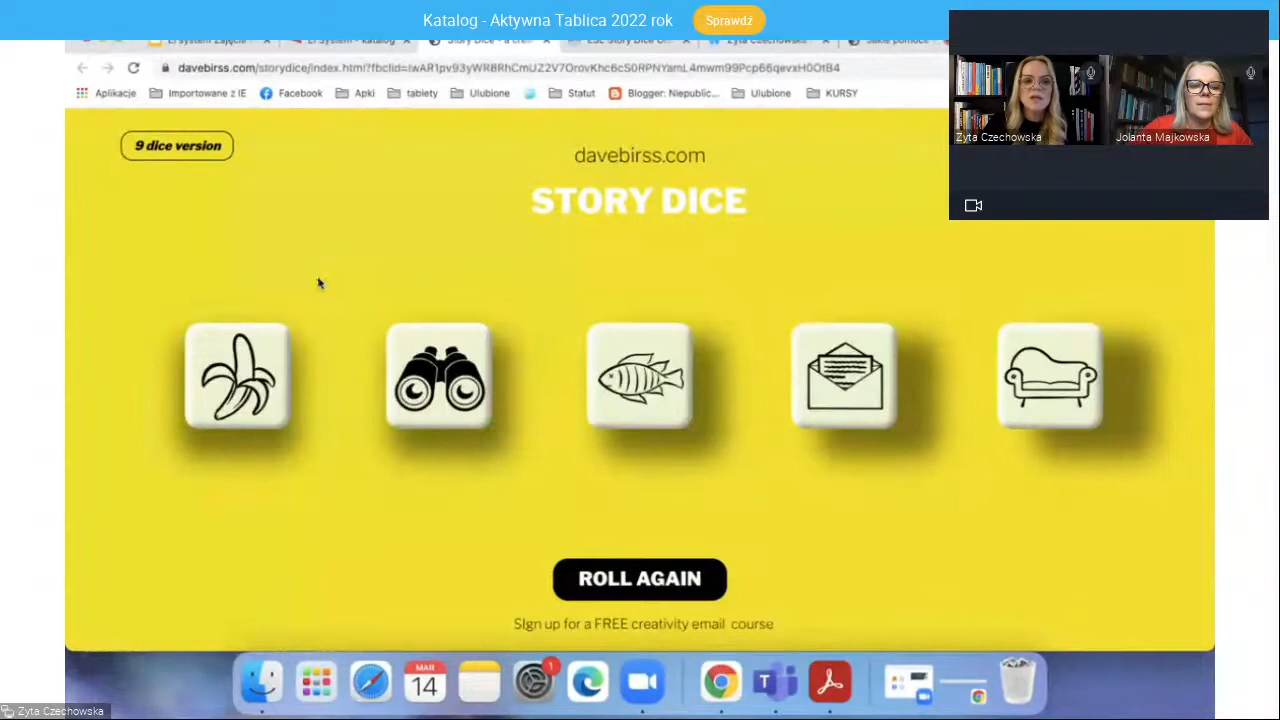 Katalog - Aktywna Tablica 2022 rok
Sprawdź
davebirss.com/storydice/index.html?fbclid=
Aplikacje
Importowane z IE
Facebook
Apki
tablety
Ulubione
Statut
Blogger: Niepublic...
Ulubione
KURSY
Zyta Czechowska
Jolanta Majkowska
9 dice version
davebirss.com
STORY DICE
ROLL AGAIN
Sign up for a FREE creativity email course
MAR
14
1
T
Zyta Czechowska